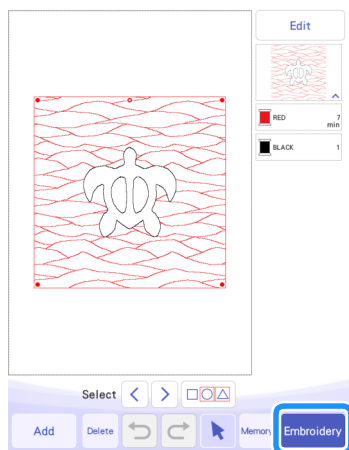 Edit
RED 7
min
BLACK 1
Select
Add Delete Memory Embroidery